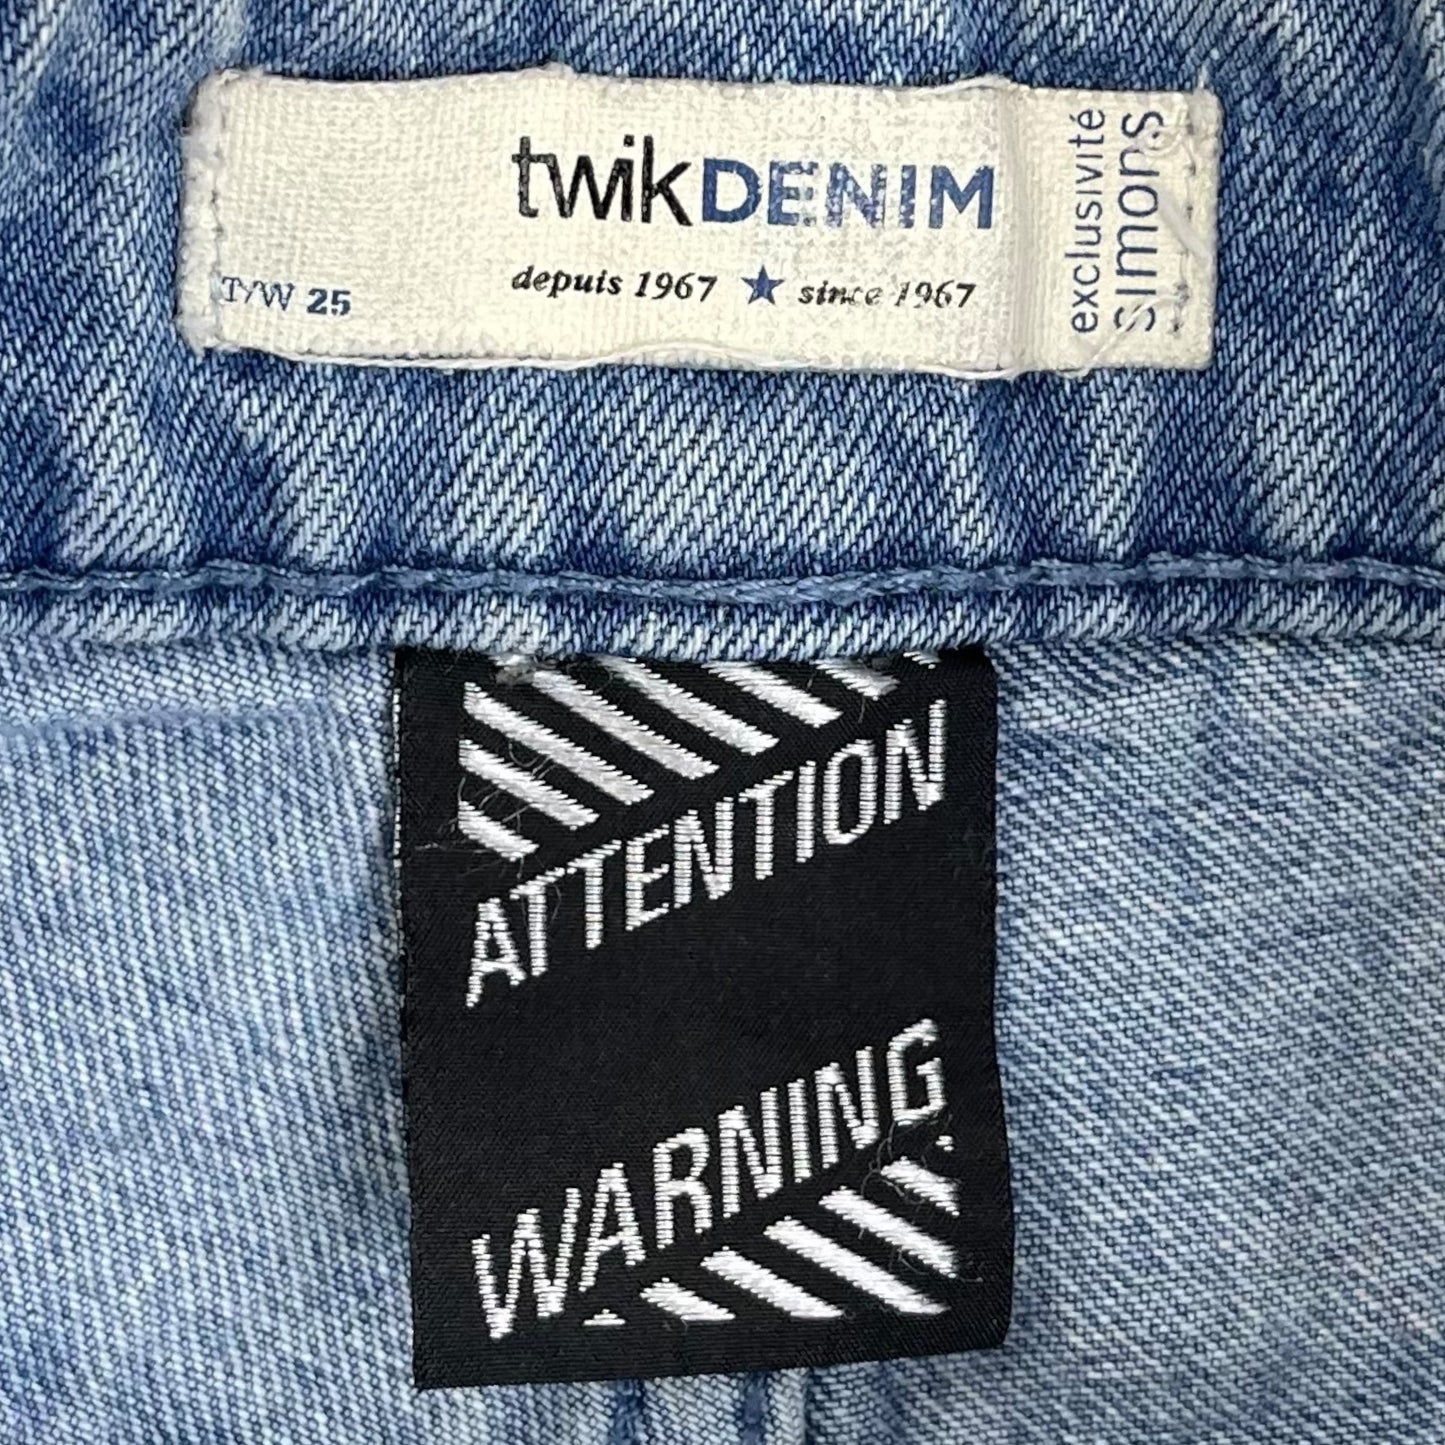 twikDENIM
T/W 25
depuis 1967 ★ since 1967
exclusivité
simons
ATTENTION
WARNING